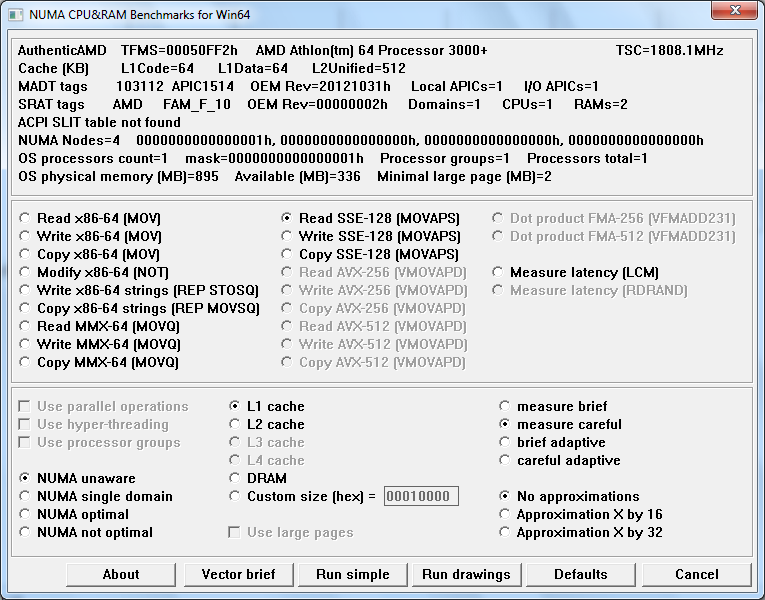 NUMA CPU&RAM Benchmarks for Win64
AuthenticAMD TFMS=00050FF2h AMD Athlon(tm) 64 Processor 3000+ TSC=1808.1MHz
Cache (KB) L1Code=64 L1Data=64 L2Unified=512
MADT tags 103112 APIC1514 OEM Rev=20121031h Local APICs=1 I/O APICs=1
SRAT tags AMD FAM_F_10 OEM Rev=00000002h Domains=1 CPUs=1 RAMs=2
ACPI SLIT table not found
NUMA Nodes=4 0000000000000001h, 0000000000000000h, 0000000000000000h, 0000000000000000h
OS processors count=1 mask=0000000000000001h Processor groups=1 Processors total=1
OS physical memory (MB)=895 Available (MB)=336 Minimal large page (MB)=2
Read x86-64 (MOV)
Write x86-64 (MOV)
Copy x86-64 (MOV)
Modify x86-64 (NOT)
Write x86-64 strings (REP STOSQ)
Copy x86-64 strings (REP MOVSQ)
Read MMX-64 (MOVQ)
Write MMX-64 (MOVQ)
Copy MMX-64 (MOVQ)
Read SSE-128 (MOVAPS)
Write SSE-128 (MOVAPS)
Copy SSE-128 (MOVAPS)
Read AVX-256 (VMOVAPD)
Write AVX-256 (VMOVAPD)
Copy AVX-256 (VMOVAPD)
Read AVX-512 (VMOVAPD)
Write AVX-512 (VMOVAPD)
Copy AVX-512 (VMOVAPD)
Dot product FMA-256 (VFMADD231)
Dot product FMA-512 (VFMADD231)
Measure latency (LCM)
Measure latency (RDRAND)
Use parallel operations
Use hyper-threading
Use processor groups
NUMA unaware
NUMA single domain
NUMA optimal
NUMA not optimal
L1 cache
L2 cache
L3 cache
L4 cache
DRAM
Custom size (hex) = 00010000
Use large pages
measure brief
measure careful
brief adaptive
careful adaptive
No approximations
Approximation X by 16
Approximation X by 32
About
Vector brief
Run simple
Run drawings
Defaults
Cancel